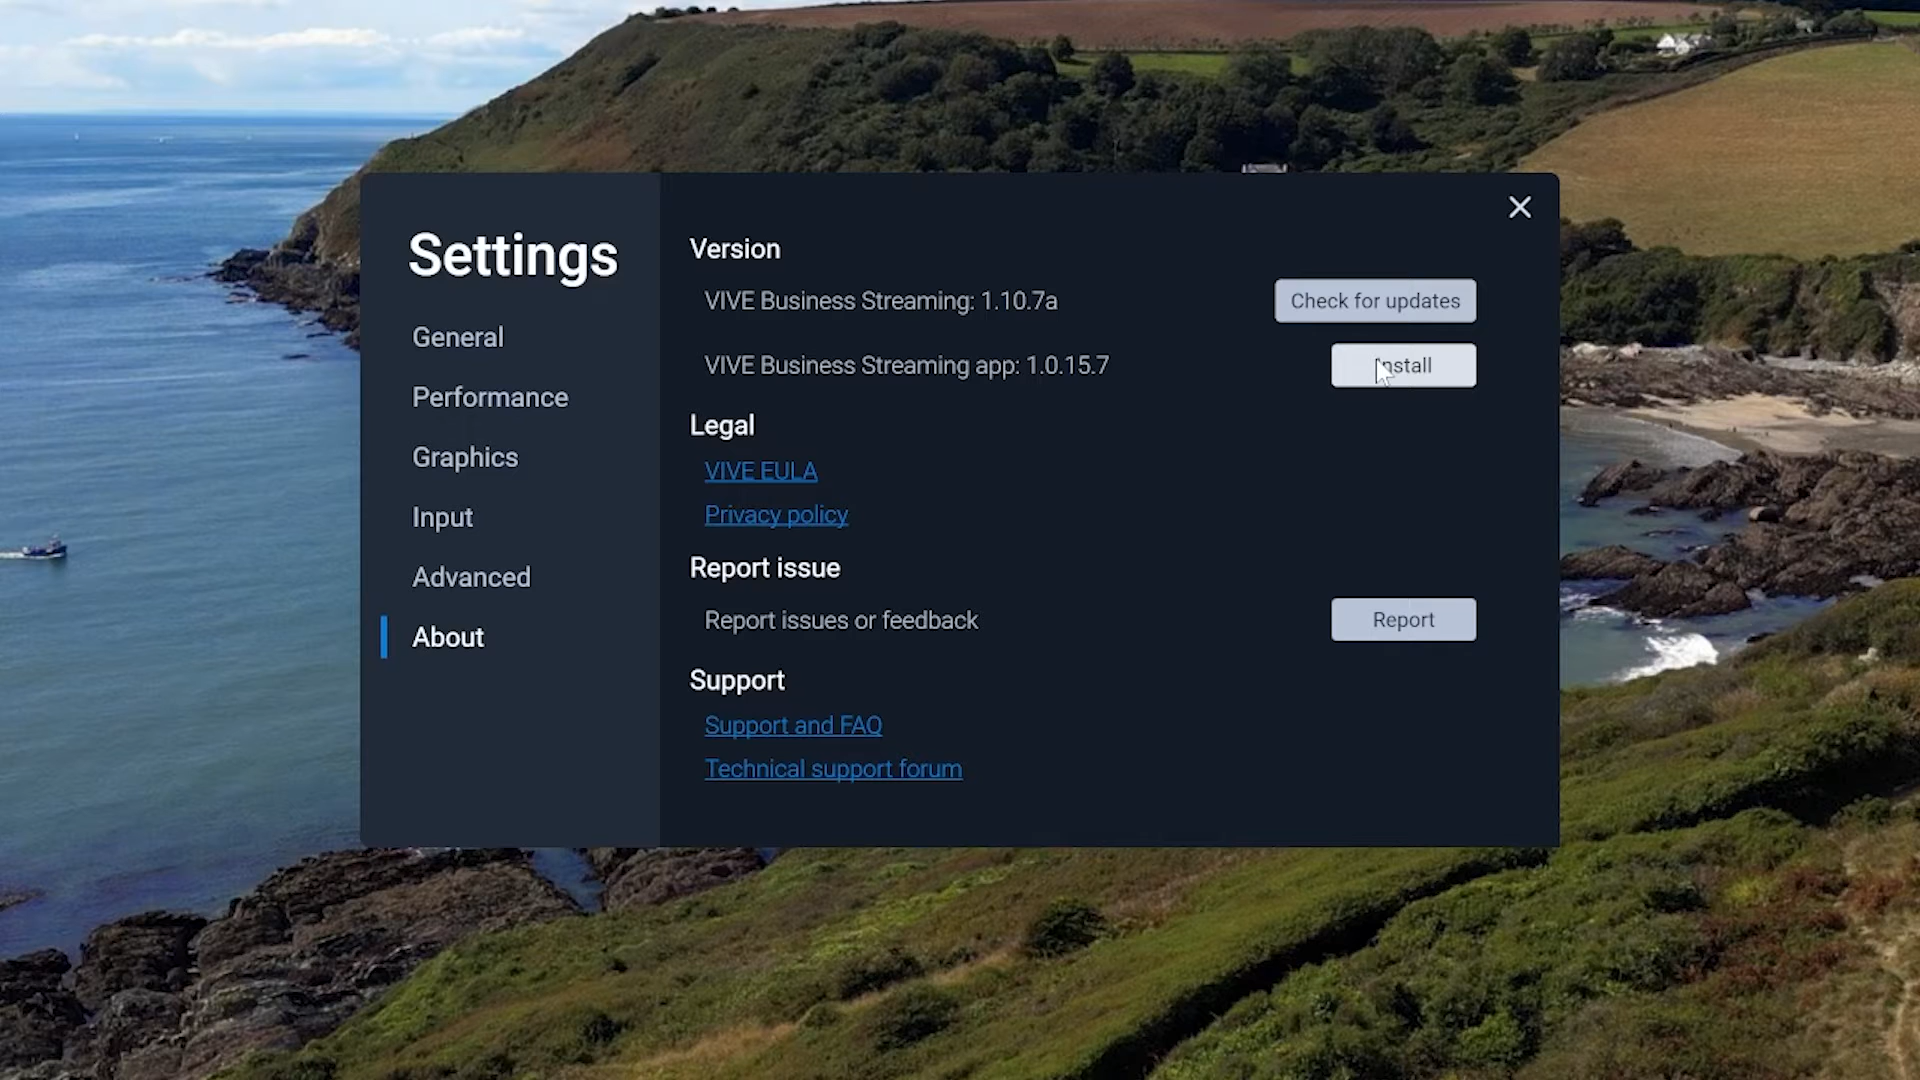 Settings
General
Performance
Graphics
Input
Advanced
About
Version
VIVE Business Streaming: 1.10.7a
Check for updates
VIVE Business Streaming app: 1.0.15.7
Install
Legal
VIVE EULA
Privacy policy
Report issue
Report issues or feedback
Report
Support
Support and FAQ
Technical support forum